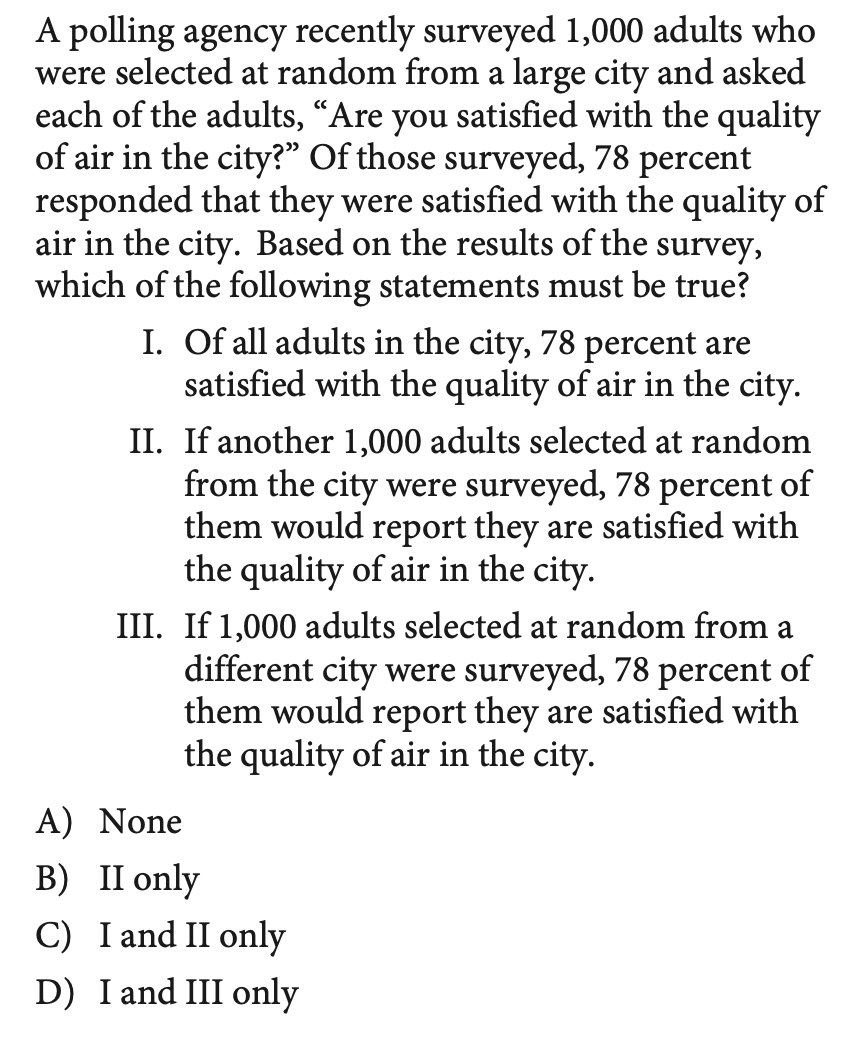 A polling agency recently surveyed 1,000 adults who
were selected at random from a large city and asked
each of the adults, “Are you satisfied with the quality
of air in the city?” Of those surveyed, 78 percent
responded that they were satisfied with the quality of
air in the city. Based on the results of the survey,
which of the following statements must be true?
I. Of all adults in the city, 78 percent are
satisfied with the quality of air in the city.
II. If another 1,000 adults selected at random
from the city were surveyed, 78 percent of
them would report they are satisfied with
the quality of air in the city.
III. If 1,000 adults selected at random from a
different city were surveyed, 78 percent of
them would report they are satisfied with
the quality of air in the city.
A) None
B) II only
C) I and II only
D) I and III only